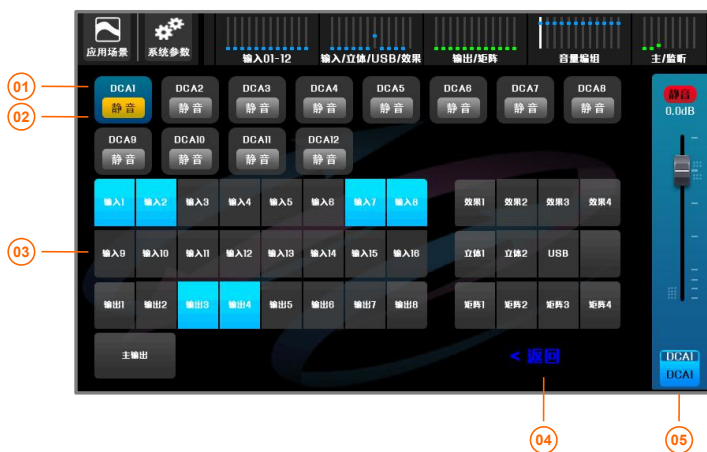 应用场景 系统参数 输入01-12 输入/立体/USB/效果 输出/矩阵 音量编组 主/监听
01
DCA1 DCA2 DCA3 DCA4 DCA5 DCA6 DCA7 DCA8
静音
静音 静音 静音 静音 静音 静音 静音 静音
0.0dB
02
DCA9 DCA10 DCA11 DCA12
静音 静音 静音 静音
输入1 输入2 输入3 输入4 输入5 输入6 输入7 输入8 效果1 效果2 效果3 效果4
03
输入9 输入10 输入11 输入12 输入13 输入14 输入15 输入16 立体1 立体2 USB
输出1 输出2 输出3 输出4 输出5 输出6 输出7 输出8 矩阵1 矩阵2 矩阵3 矩阵4
主输出 < 返回 DCA1
DCA1
04 05